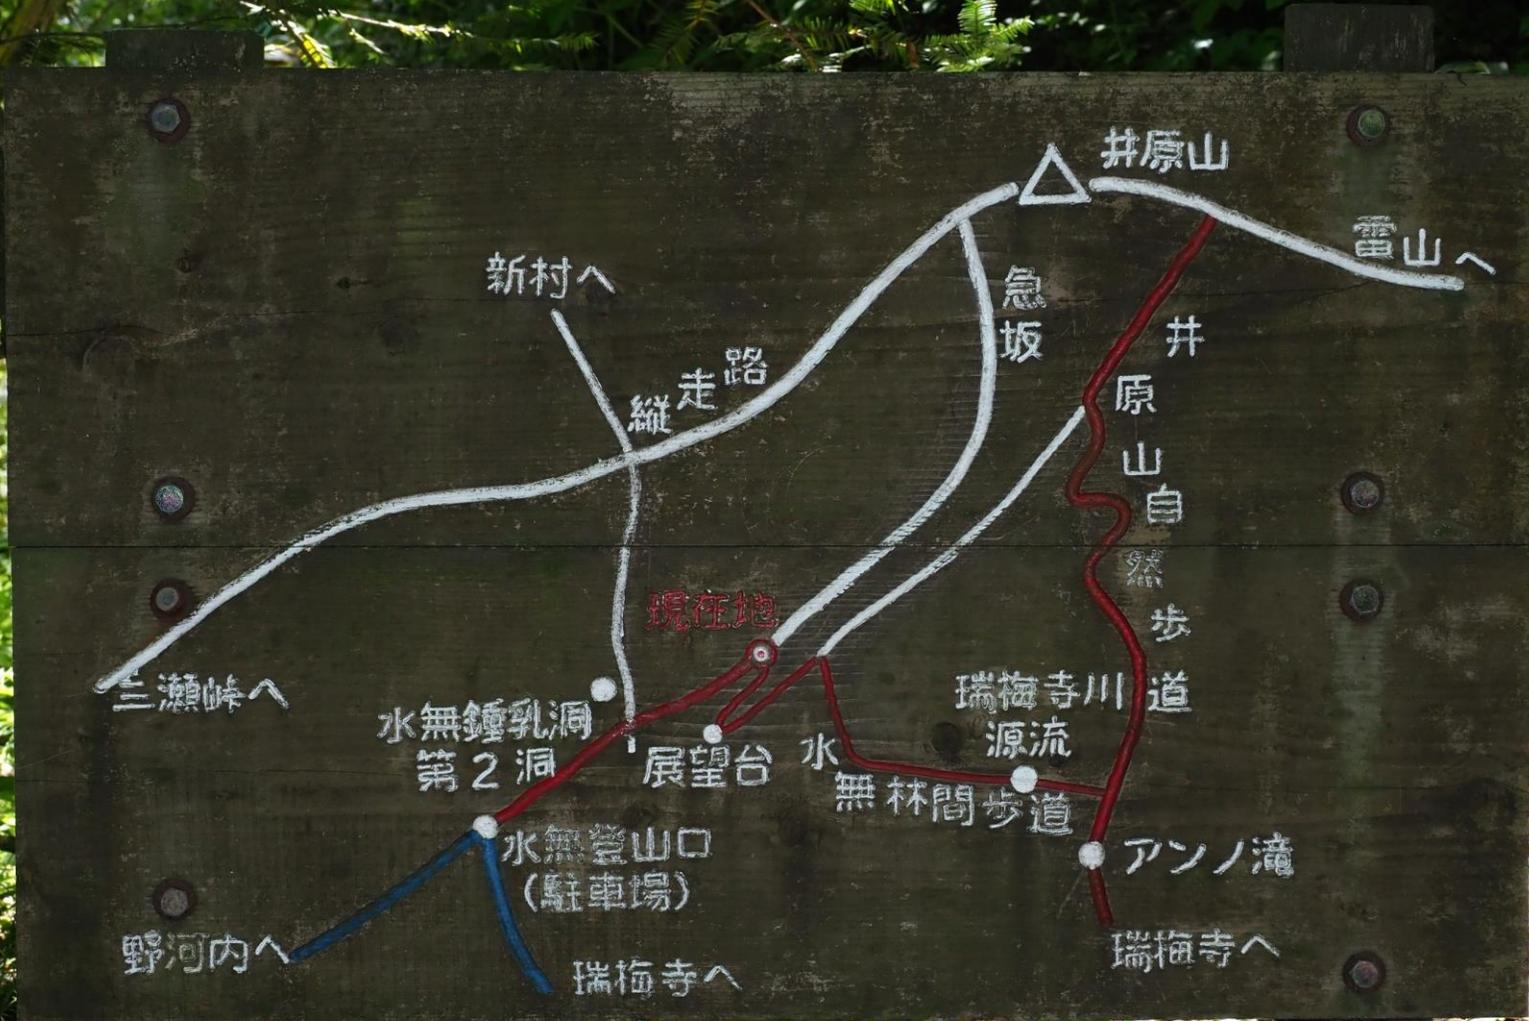 井原山
雷山へ
新村へ
急坂
縦走路
井原山自然歩道
現在地
三瀬峠へ
水無鍾乳洞
第2洞
展望台
瑞梅寺川
源流
水無林間歩道
水無登山口
(駐車場)
アンノ滝
野河内へ
瑞梅寺へ
瑞梅寺へ